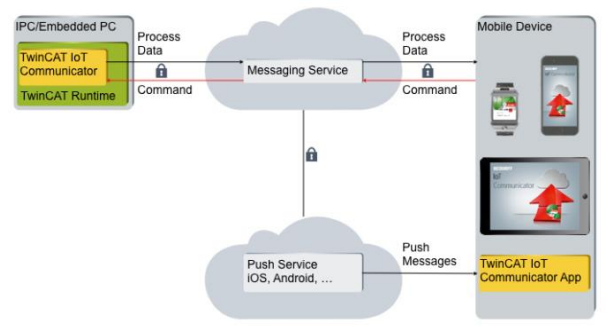 IPC/Embedded PC
TwinCAT IoT
Communicator
TwinCAT Runtime
Process
Data
Command
Messaging Service
Process
Data
Command
Mobile Device
IoT
Communicator
Push Service
iOS, Android, ...
Push
Messages
TwinCAT IoT
Communicator App